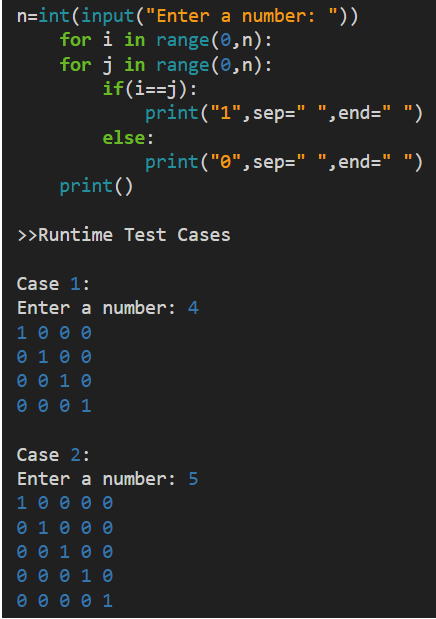 n=int(input("Enter a number: "))
    for i in range(0,n):
    for j in range(0,n):
        if(i==j):
            print("1",sep=" ",end=" ")
        else:
            print("0",sep=" ",end=" ")
    print()

>>Runtime Test Cases

Case 1:
Enter a number: 4
1 0 0 0
0 1 0 0
0 0 1 0
0 0 0 1

Case 2:
Enter a number: 5
1 0 0 0 0
0 1 0 0 0
0 0 1 0 0
0 0 0 1 0
0 0 0 0 1